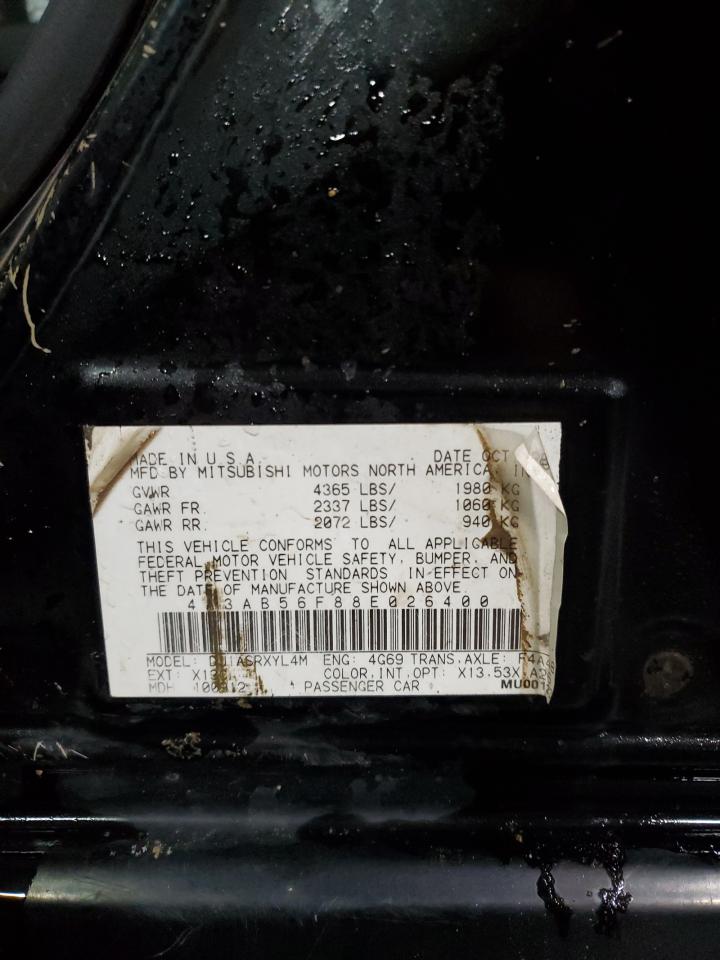 MADE IN U.S.A. DATE OCT
MFD BY MITSUBISHI MOTORS NORTH AMERICA, INC
GVWR 4365 LBS/ 1980 KG
GAWR FR. 2337 LBS/ 1060 KG
GAWR RR. 2072 LBS/ 940 KG
THIS VEHICLE CONFORMS TO ALL APPLICABLE
FEDERAL MOTOR VEHICLE SAFETY, BUMPER, AND
THEFT PREVENTION STANDARDS IN EFFECT ON
THE DATE OF MANUFACTURE SHOWN ABOVE.
3AB56F88E026400
MODEL: ENG: 4G69 TRANS.AXLE:
EXT: COLOR,INT,OPT: X13.53X
MDH PASSENGER CAR